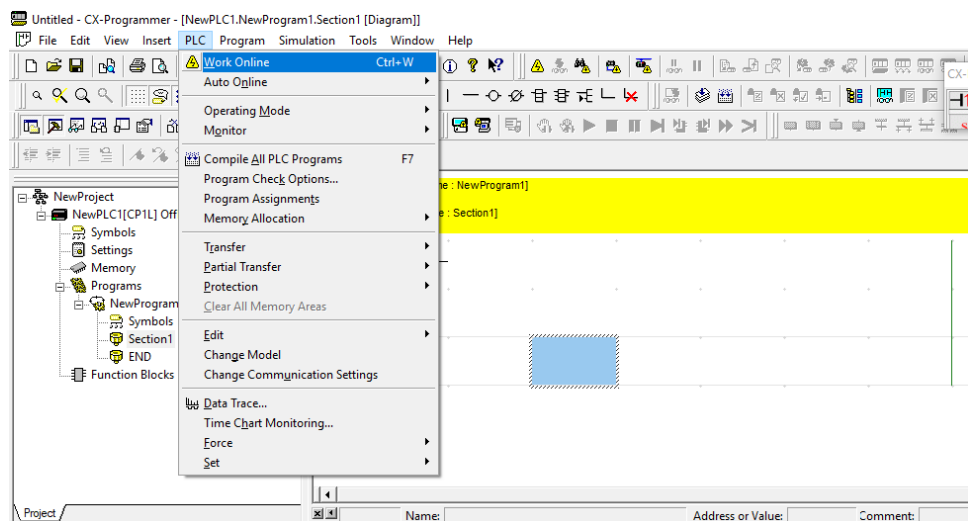 Untitled - CX-Programmer - [NewPLC1.NewProgram1.Section1 [Diagram]]
File Edit View Insert PLC Program Simulation Tools Window Help
Work Online Ctrl+W
Auto Online
Operating Mode
Monitor
Compile All PLC Programs F7
Program Check Options...
Program Assignments
Memory Allocation
Transfer
Partial Transfer
Protection
Clear All Memory Areas
Edit
Change Model
Change Communication Settings
Data Trace...
Time Chart Monitoring...
Force
Set
CX-
NewProject
NewPLC1[CP1L] Off
Symbols
Settings
Memory
Programs
NewProgram
Symbols
Section1
END
Function Blocks
: NewProgram1]
: Section1]
Project
Name:
Address or Value:
Comment: